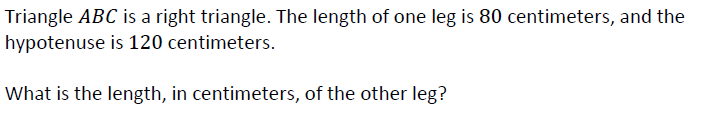 Triangle ABC is a right triangle. The length of one leg is 80 centimeters, and the
hypotenuse is 120 centimeters.
What is the length, in centimeters, of the other leg?